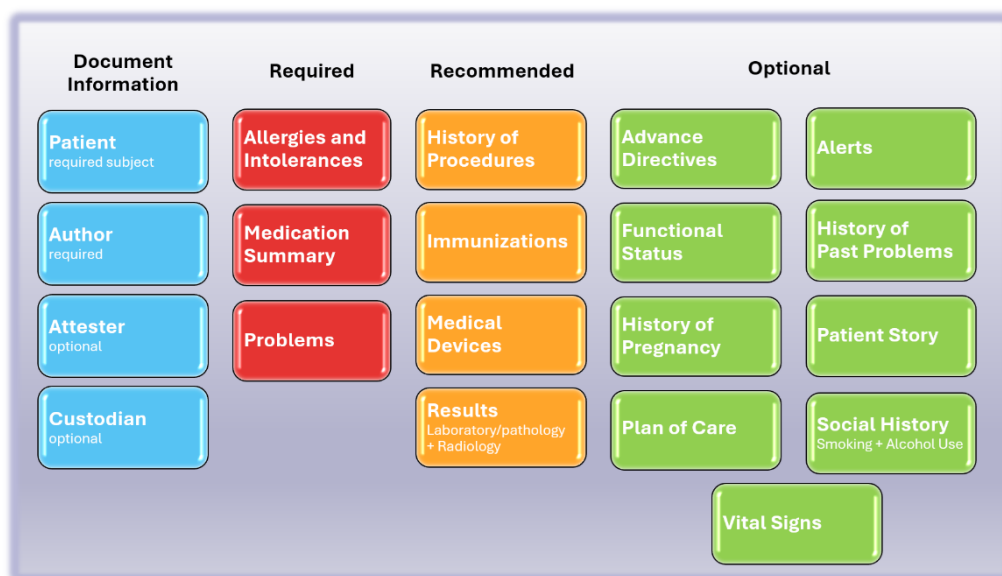 Document
Information
Required
Recommended
Optional
Patient
required subject
Author
required
Attester
optional
Custodian
optional
Allergies and
Intolerances
Medication
Summary
Problems
History of
Procedures
Immunizations
Medical
Devices
Results
Laboratory/pathology
+ Radiology
Advance
Directives
Functional
Status
History of
Pregnancy
Plan of Care
Alerts
History of
Past Problems
Patient Story
Social History
Smoking + Alcohol Use
Vital Signs